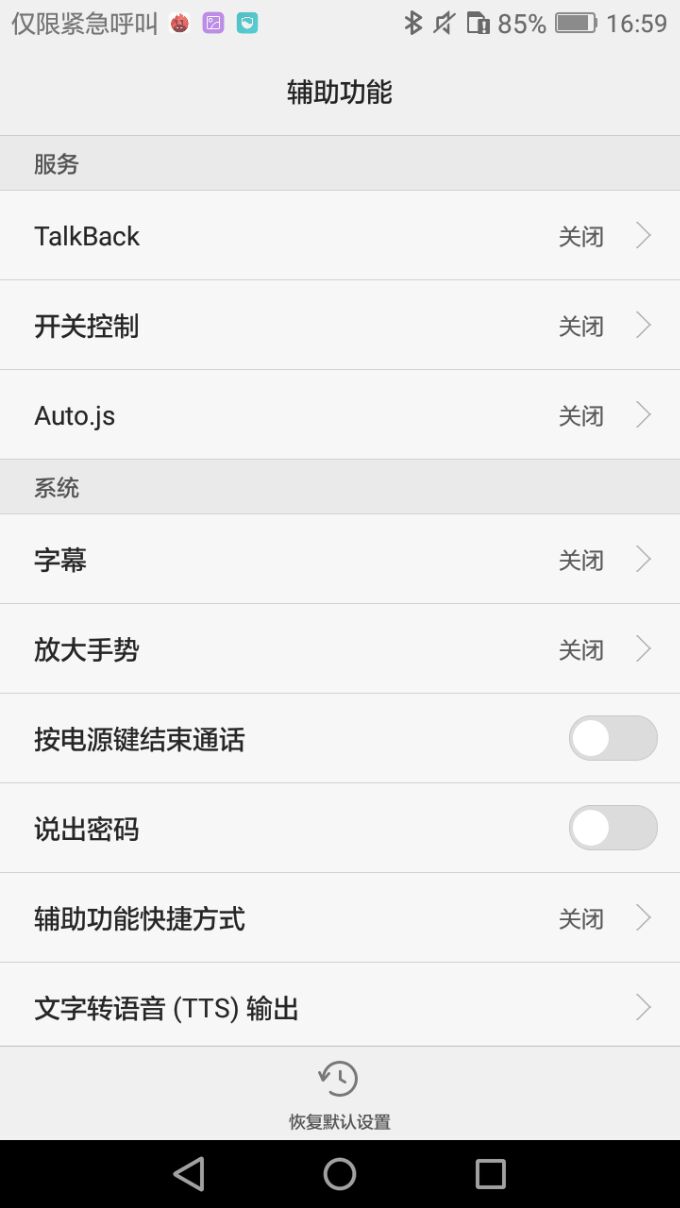 仅限紧急呼叫 85% 16:59
辅助功能
服务
TalkBack 关闭
开关控制 关闭
Auto.js 关闭
系统
字幕 关闭
放大手势 关闭
按电源键结束通话
说出密码
辅助功能快捷方式 关闭
文字转语音 (TTS) 输出
恢复默认设置